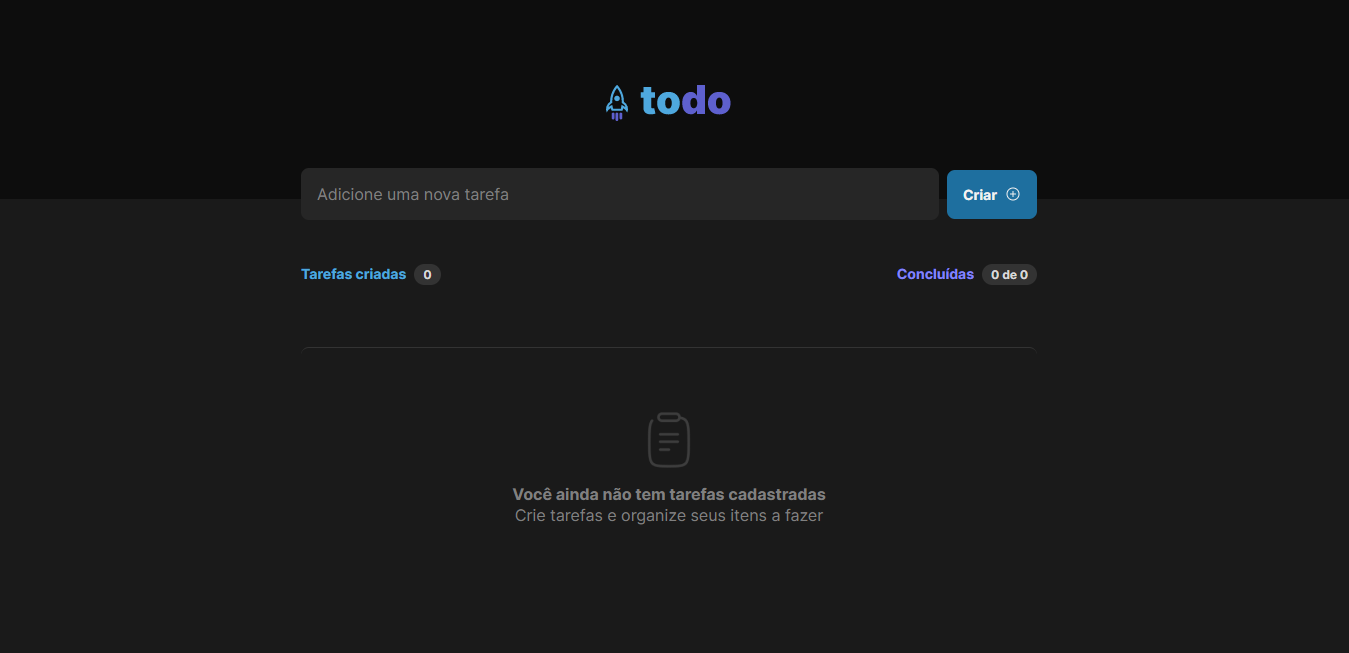 todo
Adicione uma nova tarefa
Criar
Tarefas criadas 0
Concluídas 0 de 0
Você ainda não tem tarefas cadastradas
Crie tarefas e organize seus itens a fazer